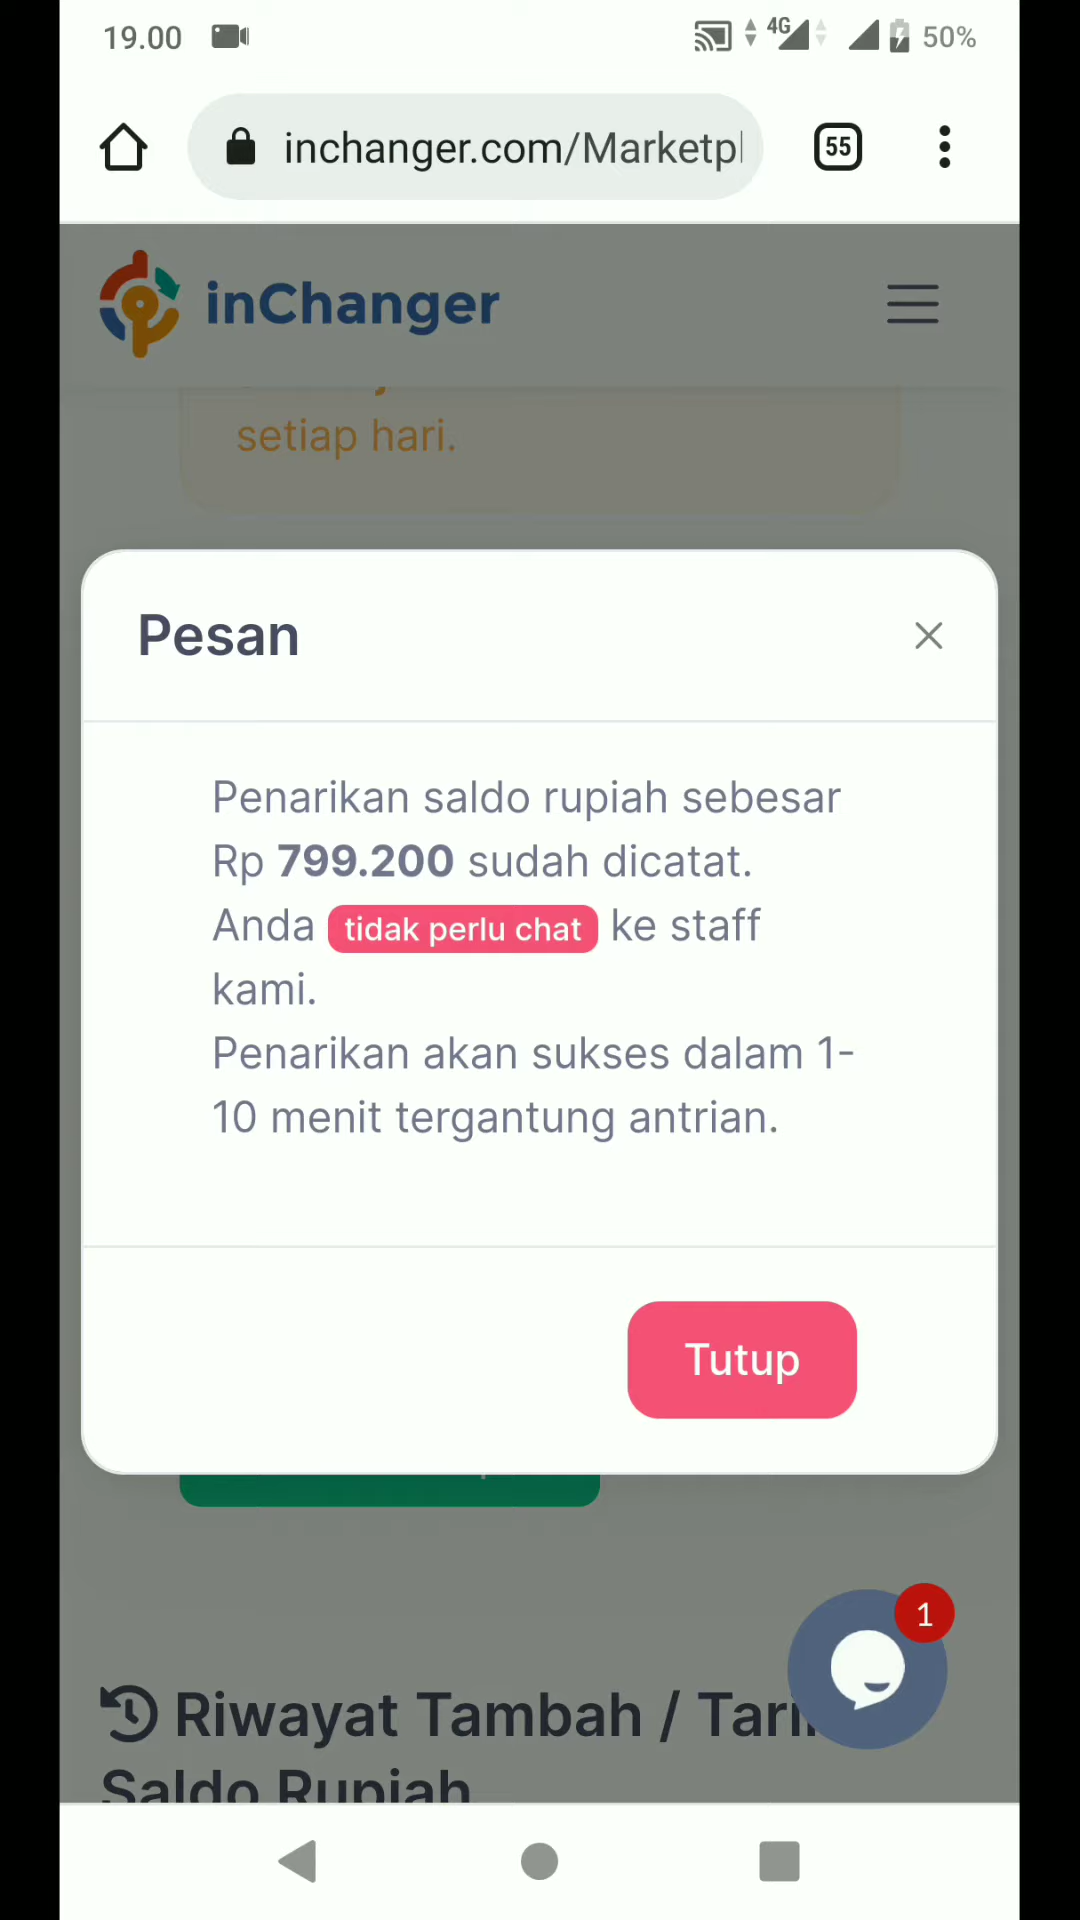 19.00
4G
50%
inchanger.com/Marketpl
55
inChanger
setiap hari.
Pesan
Penarikan saldo rupiah sebesar
Rp 799.200 sudah dicatat.
Anda tidak perlu chat ke staff
kami.
Penarikan akan sukses dalam 1-
10 menit tergantung antrian.
Tutup
1
Riwayat Tambah / Tarik
Saldo Rupiah